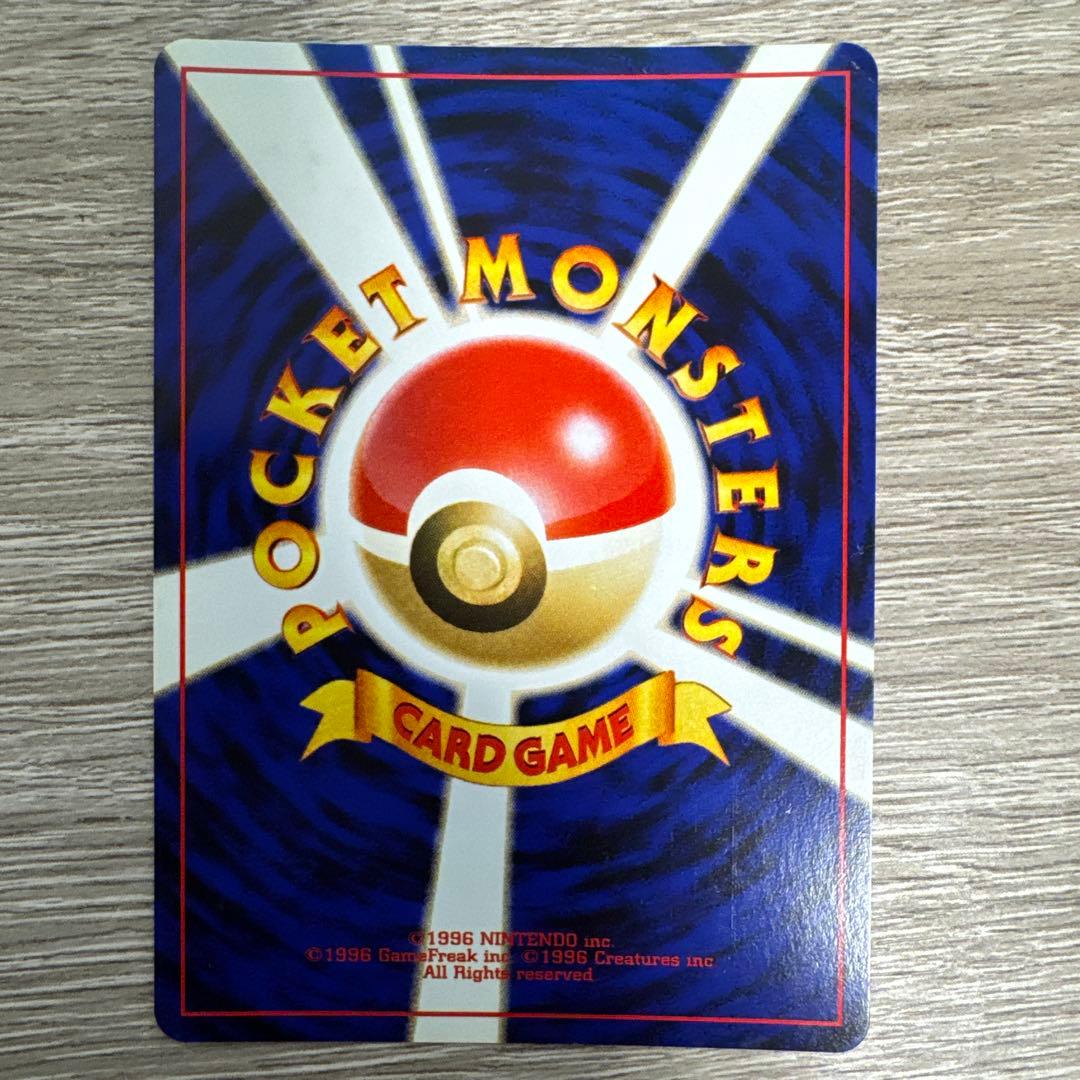 POCKET MONSTERS
CARD GAME
©1996 NINTENDO inc.
©1996 GameFreak inc. ©1996 Creatures inc.
All Rights reserved.